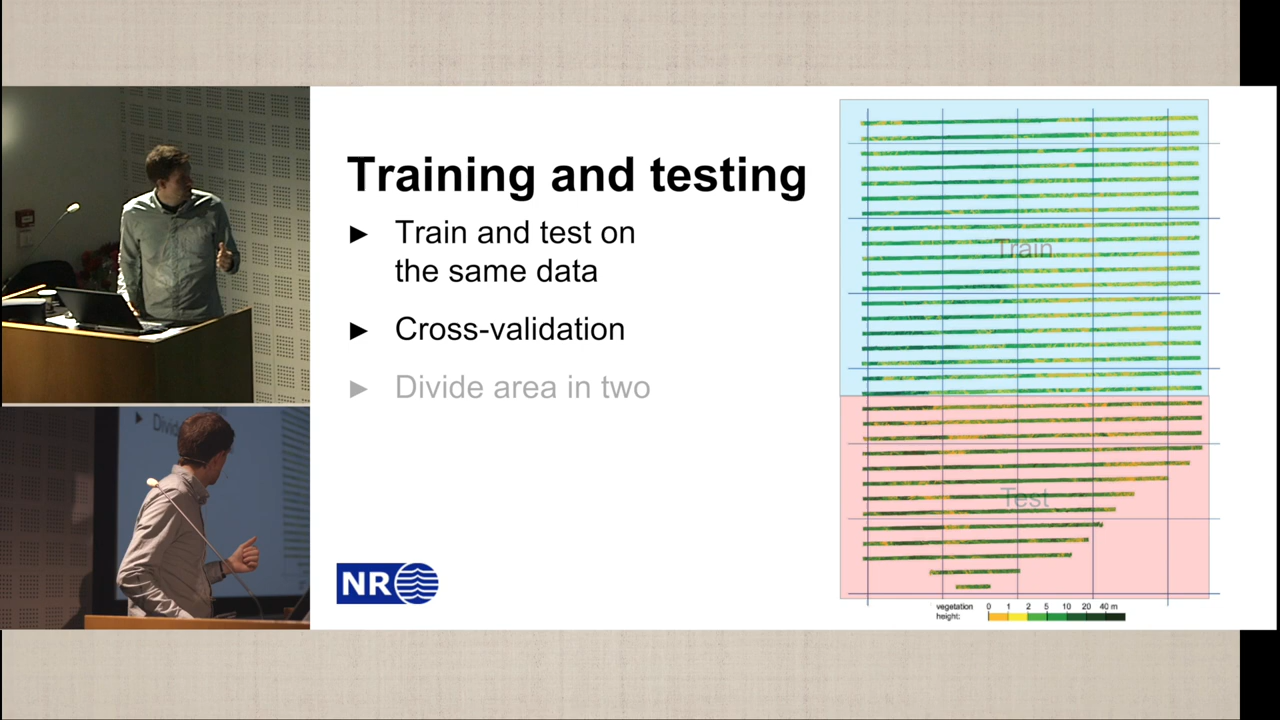 Training and testing
► Train and test on
the same data
► Cross-validation
► Divide area in two
NR
Train
Test
vegetation height: 0 1 2 5 10 20 40 m